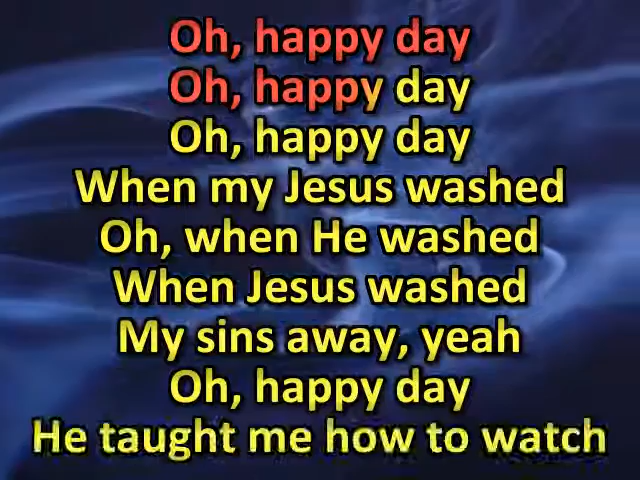 Oh, happy day
Oh, happy day
Oh, happy day
When my Jesus washed
Oh, when He washed
When Jesus washed
My sins away, yeah
Oh, happy day
He taught me how to watch